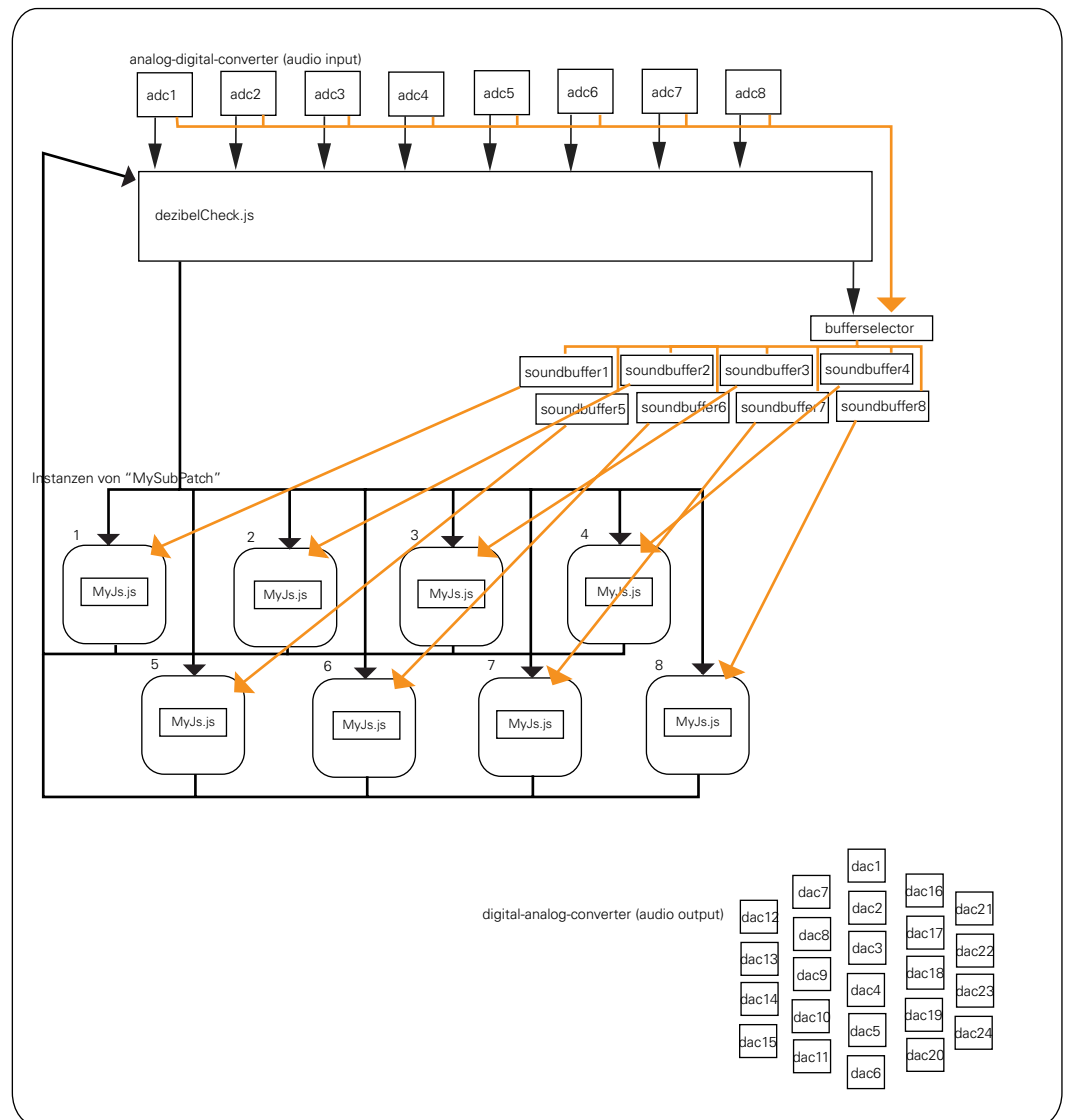 analog-digital-converter (audio input)
adc1
adc2
adc3
adc4
adc5
adc6
adc7
adc8
dezibelCheck.js
bufferselector
soundbuffer1
soundbuffer2
soundbuffer3
soundbuffer4
soundbuffer5
soundbuffer6
soundbuffer7
soundbuffer8
Instanzen von “MySubPatch”
1
2
3
4
MyJs.js
MyJs.js
MyJs.js
MyJs.js
5
6
7
8
MyJs.js
MyJs.js
MyJs.js
MyJs.js
digital-analog-converter (audio output)
dac1
dac2
dac3
dac4
dac5
dac6
dac7
dac8
dac9
dac10
dac11
dac12
dac13
dac14
dac15
dac16
dac17
dac18
dac19
dac20
dac21
dac22
dac23
dac24